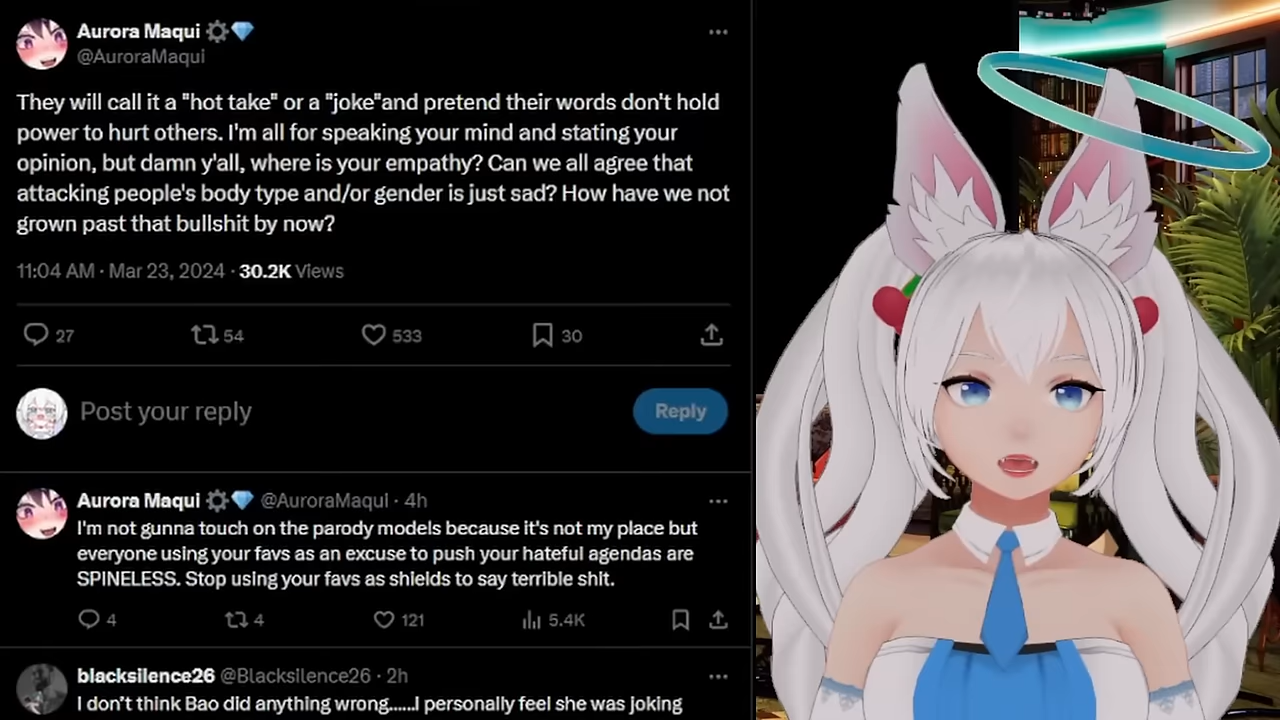 Aurora Maqui
@AuroraMaqui
They will call it a "hot take" or a "joke"and pretend their words don't hold
power to hurt others. I'm all for speaking your mind and stating your
opinion, but damn y'all, where is your empathy? Can we all agree that
attacking people's body type and/or gender is just sad? How have we not
grown past that bullshit by now?
11:04 AM · Mar 23, 2024 · 30.2K Views
27 54 533 30
Post your reply Reply
Aurora Maqui @AuroraMaqui · 4h
I'm not gunna touch on the parody models because it's not my place but
everyone using your favs as an excuse to push your hateful agendas are
SPINELESS. Stop using your favs as shields to say terrible shit.
4 4 121 5.4K
blacksilence26 @Blacksilence26 · 2h
I don't think Bao did anything wrong......I personally feel she was joking